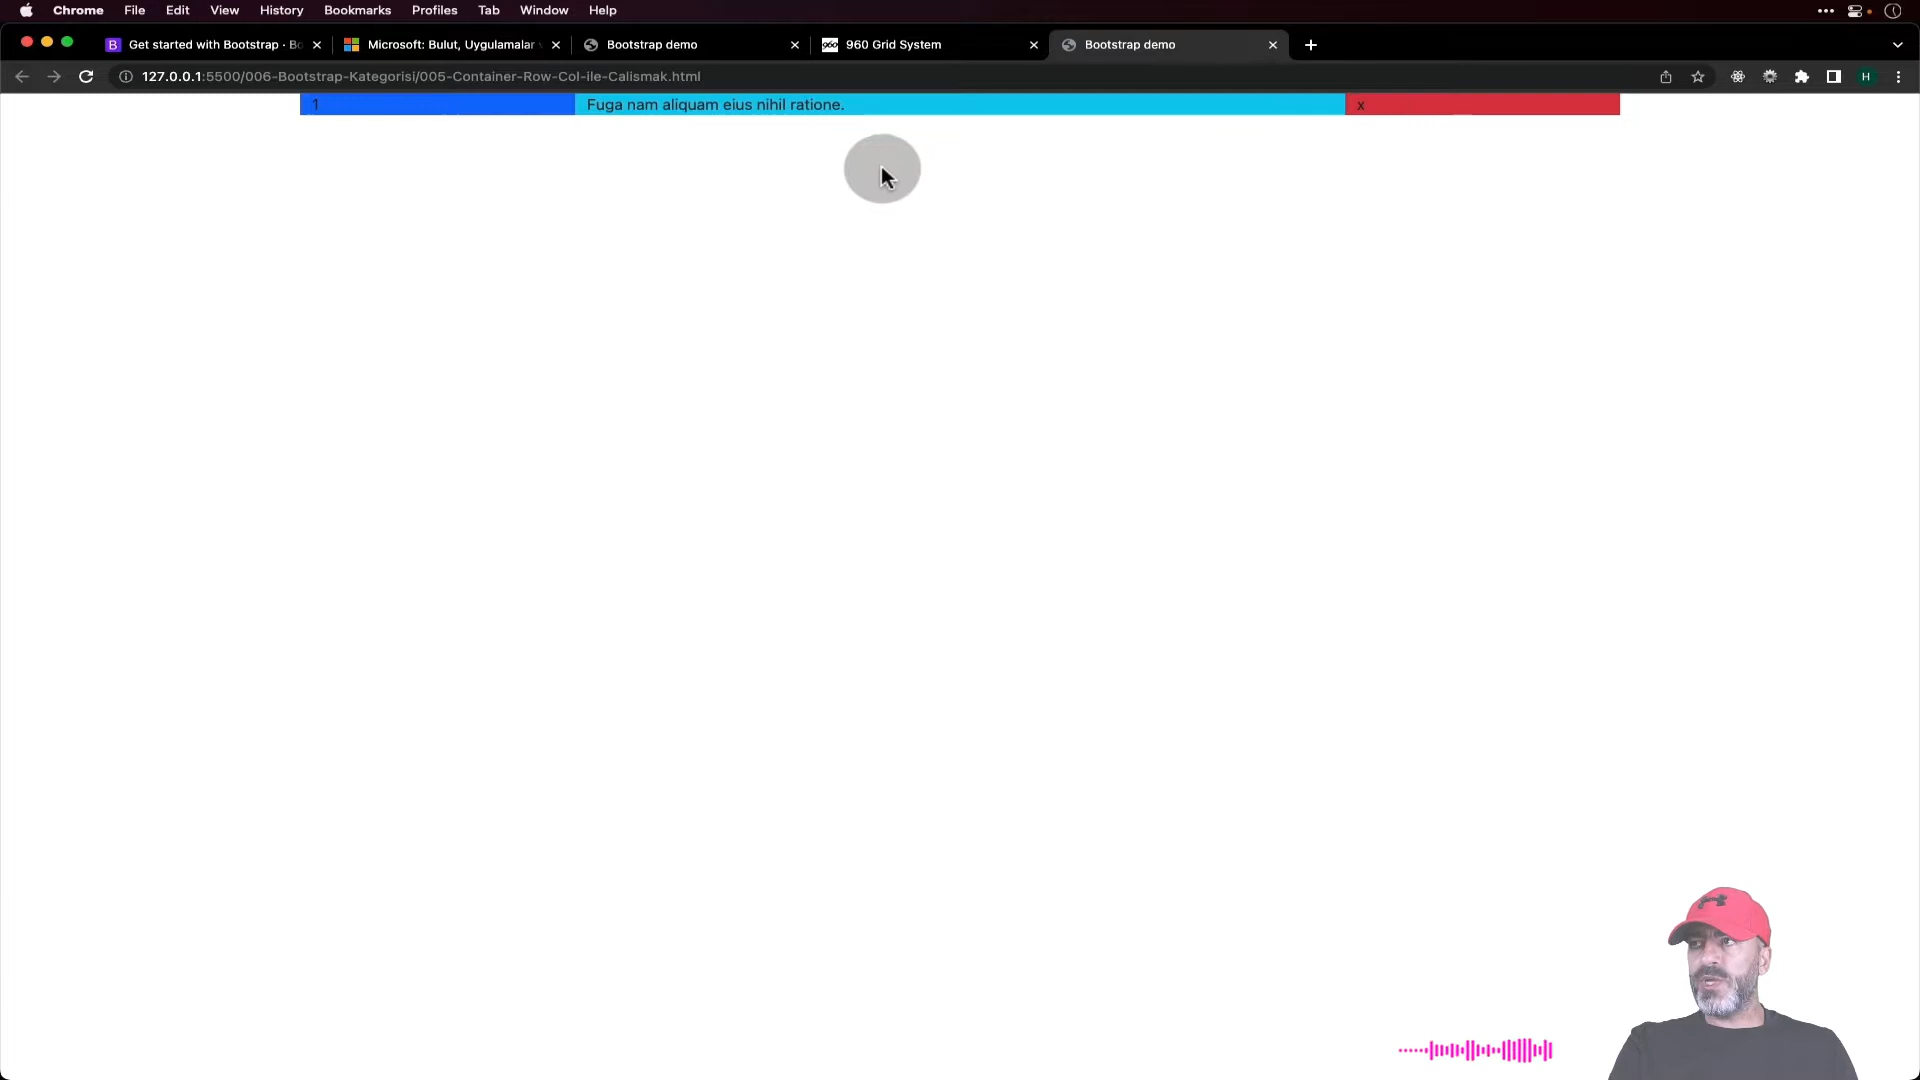 Chrome File Edit View History Bookmarks Profiles Tab Window Help
Get started with Bootstrap · Bo Microsoft: Bulut, Uygulamalar Bootstrap demo 960 960 Grid System Bootstrap demo
127.0.0.1:5500/006-Bootstrap-Kategorisi/005-Container-Row-Col-ile-Calismak.html H
1 Fuga nam aliquam eius nihil ratione. x